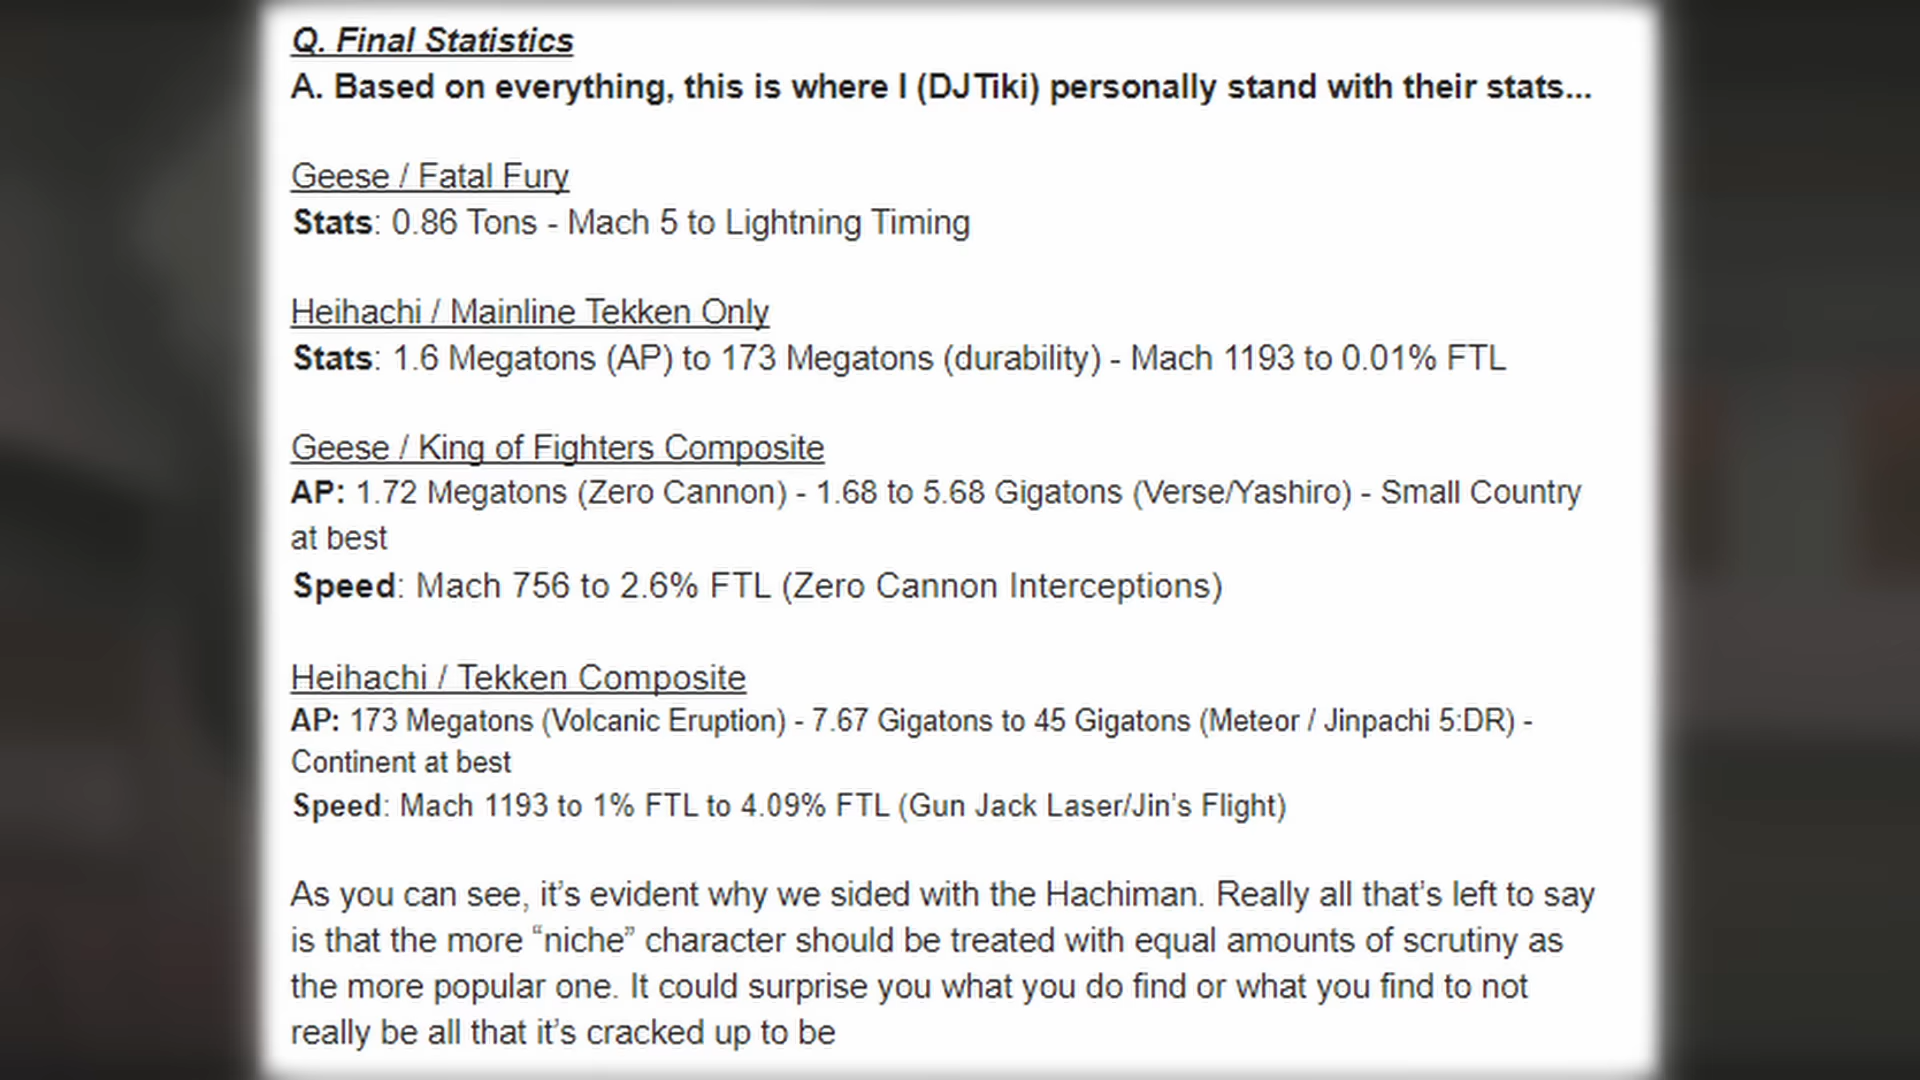 Q. Final Statistics
A. Based on everything, this is where I (DJTiki) personally stand with their stats...
Geese / Fatal Fury
Stats: 0.86 Tons - Mach 5 to Lightning Timing
Heihachi / Mainline Tekken Only
Stats: 1.6 Megatons (AP) to 173 Megatons (durability) - Mach 1193 to 0.01% FTL
Geese / King of Fighters Composite
AP: 1.72 Megatons (Zero Cannon) - 1.68 to 5.68 Gigatons (Verse/Yashiro) - Small Country
at best
Speed: Mach 756 to 2.6% FTL (Zero Cannon Interceptions)
Heihachi / Tekken Composite
AP: 173 Megatons (Volcanic Eruption) - 7.67 Gigatons to 45 Gigatons (Meteor / Jinpachi 5:DR) -
Continent at best
Speed: Mach 1193 to 1% FTL to 4.09% FTL (Gun Jack Laser/Jin's Flight)
As you can see, it's evident why we sided with the Hachiman. Really all that's left to say
is that the more “niche” character should be treated with equal amounts of scrutiny as
the more popular one. It could surprise you what you do find or what you find to not
really be all that it's cracked up to be